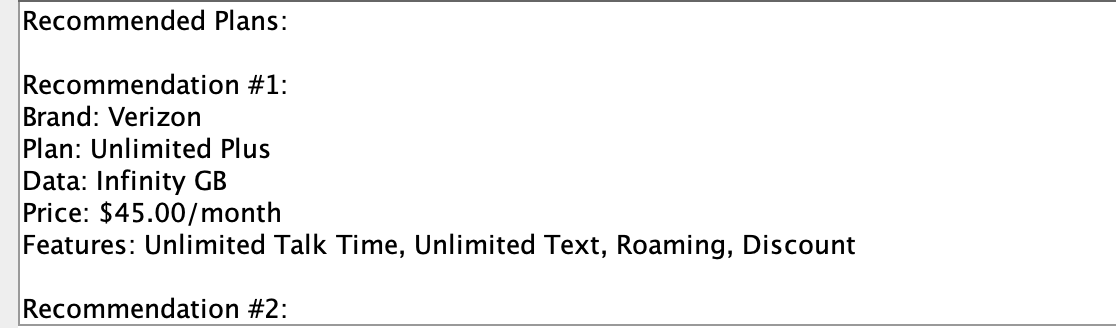 Recommended Plans:
Recommendation #1:
Brand: Verizon
Plan: Unlimited Plus
Data: Infinity GB
Price: $45.00/month
Features: Unlimited Talk Time, Unlimited Text, Roaming, Discount
Recommendation #2: